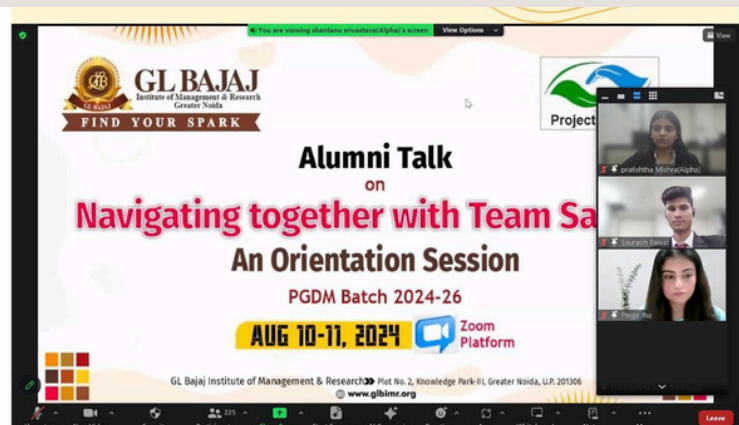 You are viewing shantanu srivastava(Alpha)'s screen
View Options
View
GL BAJAJ
Institute of Management & Research
Greater Noida
GL BAJAJ
FIND YOUR SPARK
Project
Alumni Talk
on
Navigating together with Team Sa
An Orientation Session
PGDM Batch 2024-26
AUG 10-11, 2024
Zoom
Platform
GL Bajaj Institute of Management & Research Plot No. 2, Knowledge Park-III, Greater Noida, U.P. 201306
www.glbimr.org
pratishtha Mishra(Alpha)
Sourabh Rawat
Pooja Jha
225
Leave